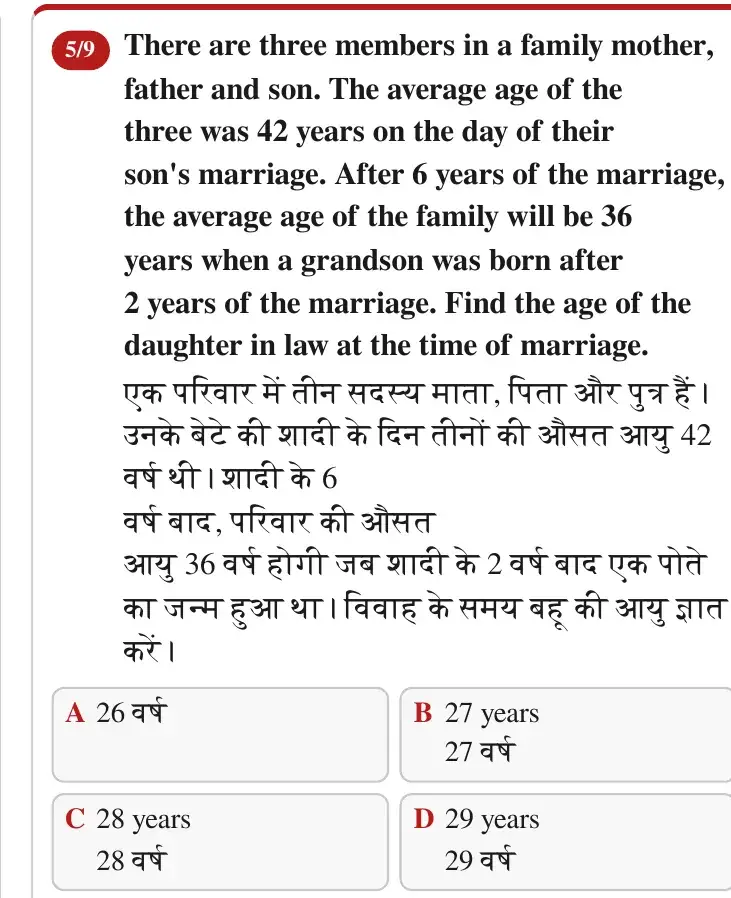 5/9 There are three members in a family mother,
father and son. The average age of the
three was 42 years on the day of their
son's marriage. After 6 years of the marriage,
the average age of the family will be 36
years when a grandson was born after
2 years of the marriage. Find the age of the
daughter in law at the time of marriage.
एक परिवार में तीन सदस्य माता, पिता और पुत्र हैं।
उनके बेटे की शादी के दिन तीनों की औसत आयु 42
वर्ष थी। शादी के 6
वर्ष बाद, परिवार की औसत
आयु 36 वर्ष होगी जब शादी के 2 वर्ष बाद एक पोते
का जन्म हुआ था। विवाह के समय बहू की आयु ज्ञात
करें।
A 26 वर्ष
B 27 years
27 वर्ष
C 28 years
28 वर्ष
D 29 years
29 वर्ष